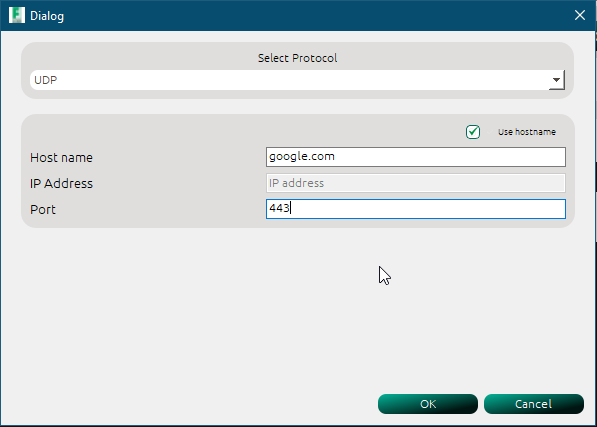 Dialog
Select Protocol
UDP
Use hostname
Host name google.com
IP Address IP address
Port 443
OK Cancel